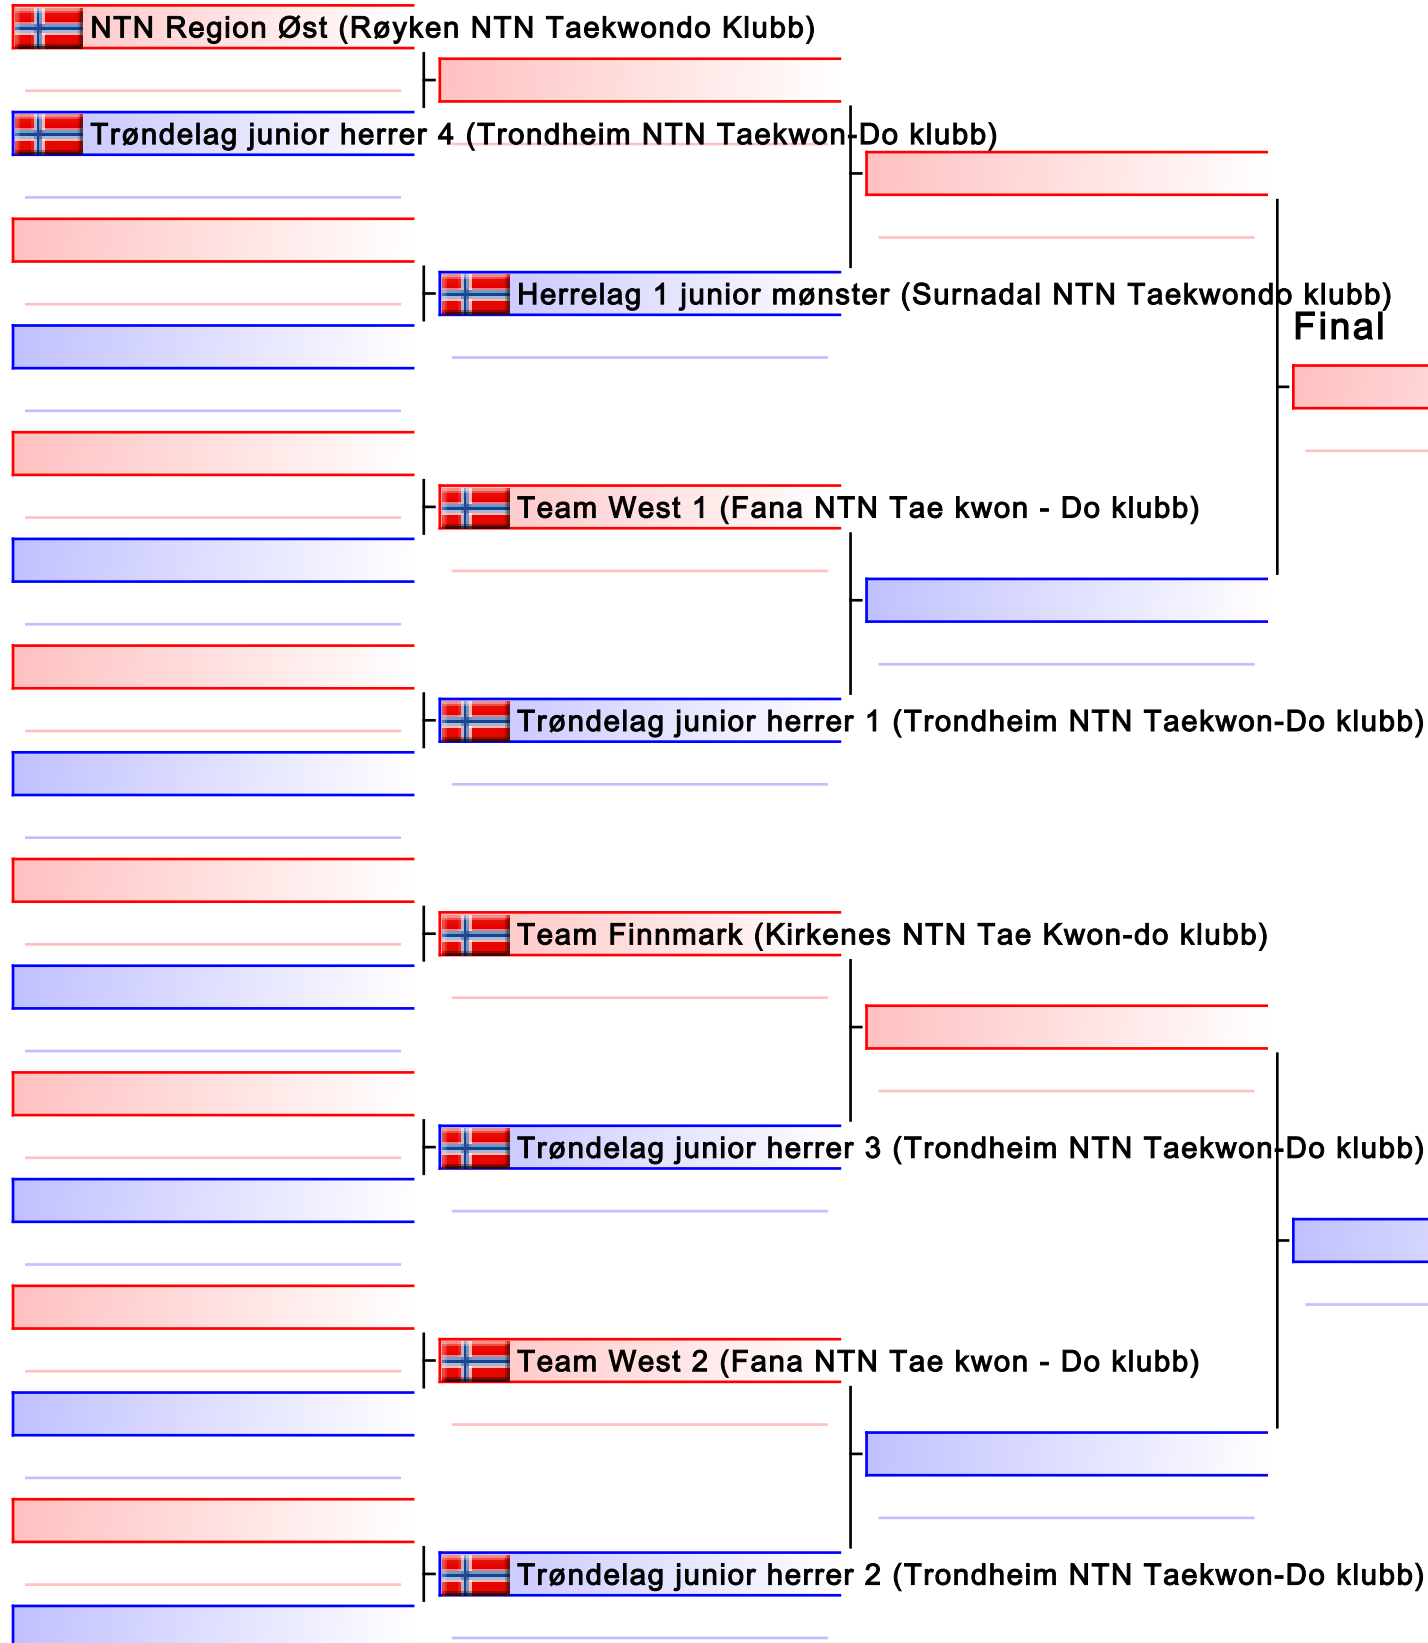 NTN Region Øst (Røyken NTN Taekwondo Klubb)
Trøndelag junior herrer 4 (Trondheim NTN Taekwon-Do klubb)
Herrelag 1 junior mønster (Surnadal NTN Taekwondo klubb)
Final
Team West 1 (Fana NTN Tae kwon - Do klubb)
Trøndelag junior herrer 1 (Trondheim NTN Taekwon-Do klubb)
Team Finnmark (Kirkenes NTN Tae Kwon-do klubb)
Trøndelag junior herrer 3 (Trondheim NTN Taekwon-Do klubb)
Team West 2 (Fana NTN Tae kwon - Do klubb)
Trøndelag junior herrer 2 (Trondheim NTN Taekwon-Do klubb)